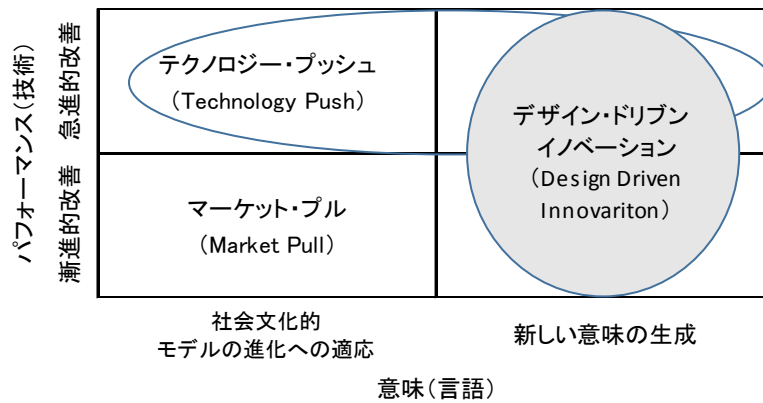 パフォーマンス(技術)
急進的改善
漸進的改善
テクノロジー・プッシュ
(Technology Push)
デザイン・ドリブン
イノベーション
(Design Driven
Innovariton)
マーケット・プル
(Market Pull)
社会文化的
モデルの進化への適応
新しい意味の生成
意味(言語)